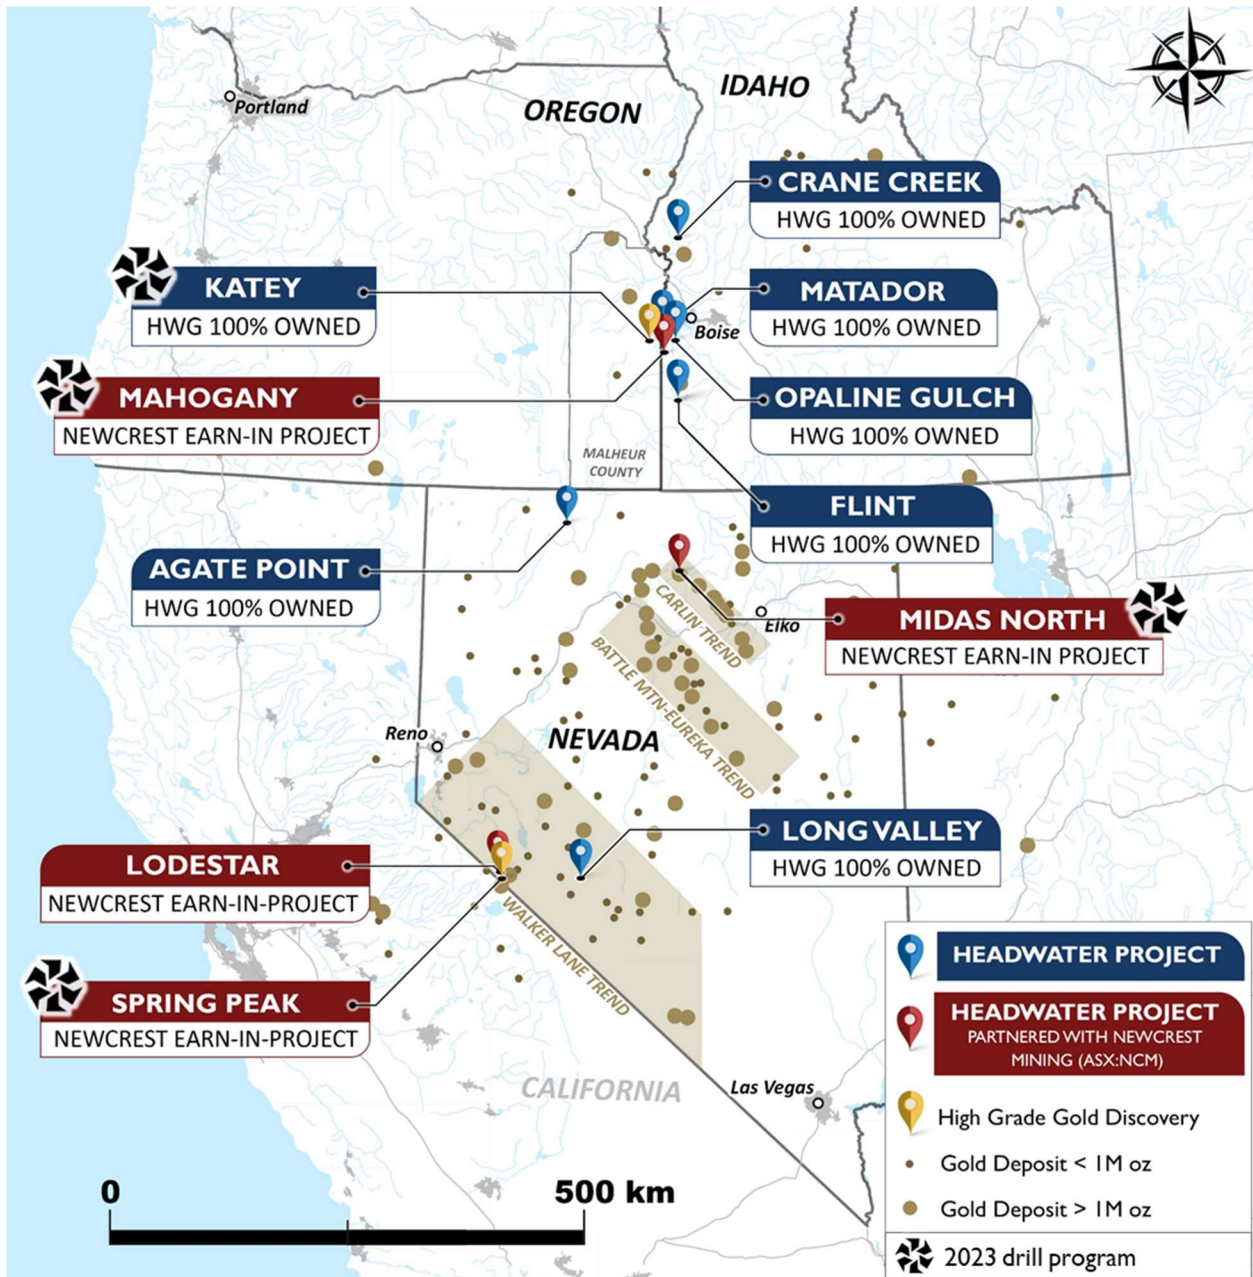 IDAHO
OREGON
Portland
CRANE CREEK
HWG 100% OWNED
KATEY
HWG 100% OWNED
MATADOR
HWG 100% OWNED
Boise
MAHOGANY
NEWCREST EARN-IN PROJECT
OPALINE GULCH
HWG 100% OWNED
MALHEUR
COUNTY
FLINT
HWG 100% OWNED
AGATE POINT
HWG 100% OWNED
CARLIN TREND
Elko
MIDAS NORTH
NEWCREST EARN-IN PROJECT
BATTLE MTN-EUREKA TREND
Reno
NEVADA
LONG VALLEY
HWG 100% OWNED
LODESTAR
NEWCREST EARN-IN-PROJECT
WALKER LANE TREND
SPRING PEAK
NEWCREST EARN-IN-PROJECT
CALIFORNIA
Las Vegas
HEADWATER PROJECT
HEADWATER PROJECT
PARTNERED WITH NEWCREST
MINING (ASX:NCM)
High Grade Gold Discovery
Gold Deposit < 1M oz
Gold Deposit > 1M oz
2023 drill program
0
500 km